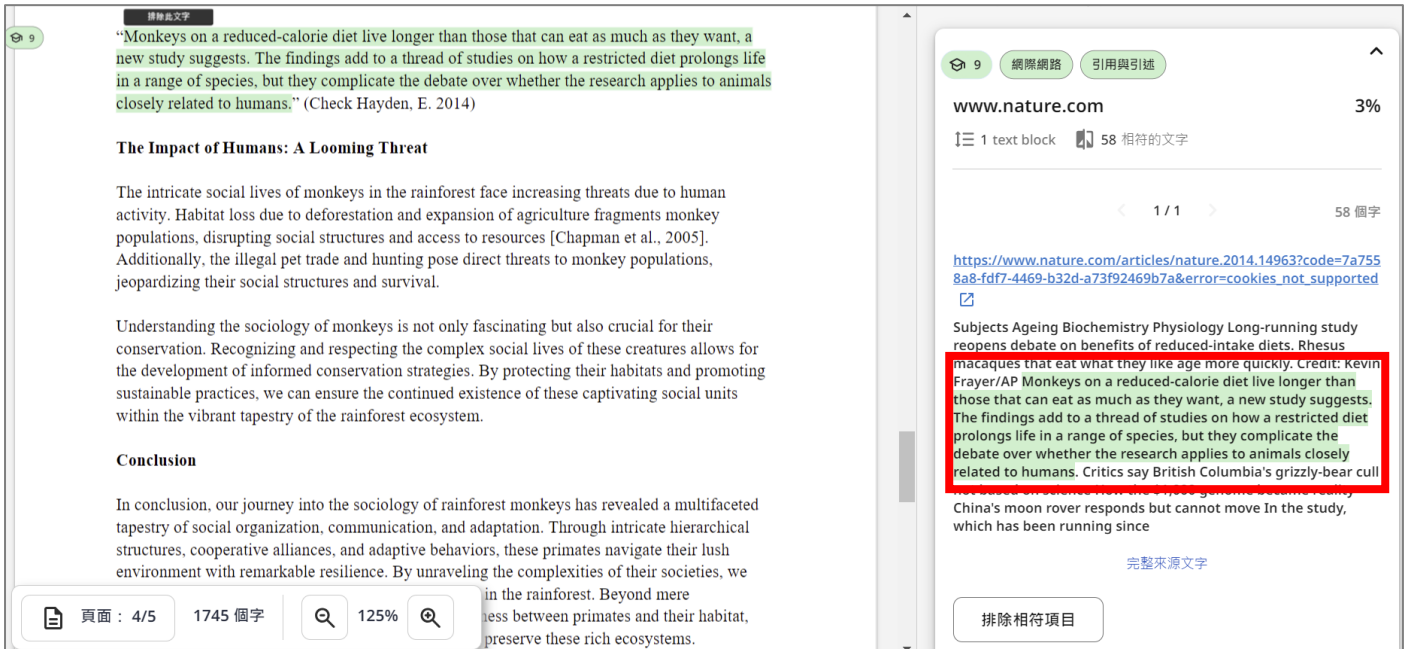 排除此文字
9
“Monkeys on a reduced-calorie diet live longer than those that can eat as much as they want, a
new study suggests. The findings add to a thread of studies on how a restricted diet prolongs life
in a range of species, but they complicate the debate over whether the research applies to animals
closely related to humans.” (Check Hayden, E. 2014)
The Impact of Humans: A Looming Threat
The intricate social lives of monkeys in the rainforest face increasing threats due to human
activity. Habitat loss due to deforestation and expansion of agriculture fragments monkey
populations, disrupting social structures and access to resources [Chapman et al., 2005].
Additionally, the illegal pet trade and hunting pose direct threats to monkey populations,
jeopardizing their social structures and survival.
Understanding the sociology of monkeys is not only fascinating but also crucial for their
conservation. Recognizing and respecting the complex social lives of these creatures allows for
the development of informed conservation strategies. By protecting their habitats and promoting
sustainable practices, we can ensure the continued existence of these captivating social units
within the vibrant tapestry of the rainforest ecosystem.
Conclusion
In conclusion, our journey into the sociology of rainforest monkeys has revealed a multifaceted
tapestry of social organization, communication, and adaptation. Through intricate hierarchical
structures, cooperative alliances, and adaptive behaviors, these primates navigate their lush
environment with remarkable resilience. By unraveling the complexities of their societies, we
in the rainforest. Beyond mere
ness between primates and their habitat,
preserve these rich ecosystems.
頁面： 4/5 1745 個字 125%
9 網際網路 引用與引述
www.nature.com 3%
1 text block 58 相符的文字
1 / 1 58 個字
https://www.nature.com/articles/nature.2014.14963?code=7a755
8a8-fdf7-4469-b32d-a73f92469b7a&error=cookies_not_supported
Subjects Ageing Biochemistry Physiology Long-running study
reopens debate on benefits of reduced-intake diets. Rhesus
macaques that eat what they like age more quickly. Credit: Kevin
Frayer/AP Monkeys on a reduced-calorie diet live longer than
those that can eat as much as they want, a new study suggests.
The findings add to a thread of studies on how a restricted diet
prolongs life in a range of species, but they complicate the
debate over whether the research applies to animals closely
related to humans. Critics say British Columbia's grizzly-bear cull
not based on science How the $1,000 genome became reality
China's moon rover responds but cannot move In the study,
which has been running since
完整來源文字
排除相符項目